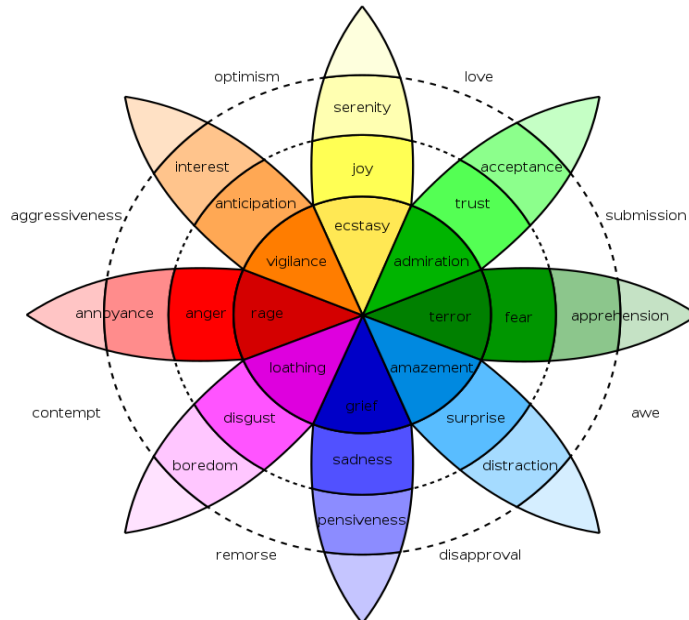 optimism
love
serenity
interest
joy
acceptance
anticipation
trust
aggressiveness
submission
ecstasy
vigilance
admiration
annoyance
anger
rage
terror
fear
apprehension
loathing
amazement
contempt
disgust
grief
surprise
awe
boredom
sadness
distraction
pensiveness
remorse
disapproval